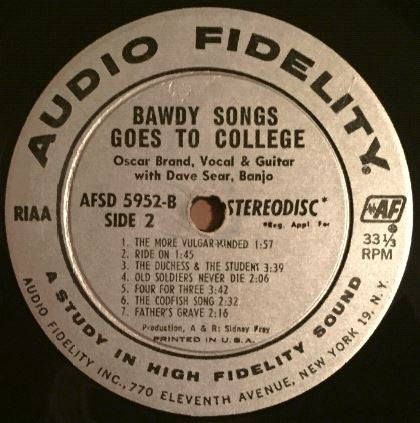 AUDIO FIDELITY®
BAWDY SONGS
GOES TO COLLEGE
Oscar Brand, Vocal & Guitar
with Dave Sear, Banjo
AFSD 5952-B
SIDE 2
STEREODISC*
*Reg. Appl For
RIAA
AF
33⅓
RPM
1. THE MORE VULGAR-MINDED 1:57
2. RIDE ON 1:45
3. THE DUCHESS & THE STUDENT 3:39
4. OLD SOLDIERS NEVER DIE 2:06
5. FOUR FOR THREE 3:42
6. THE CODFISH SONG 2:32
7. FATHER'S GRAVE 2:16
Production, A & R: Sidney Frey
PRINTED IN U.S.A.
A STUDY IN HIGH FIDELITY SOUND
AUDIO FIDELITY INC., 770 ELEVENTH AVENUE, NEW YORK 19, N.Y.